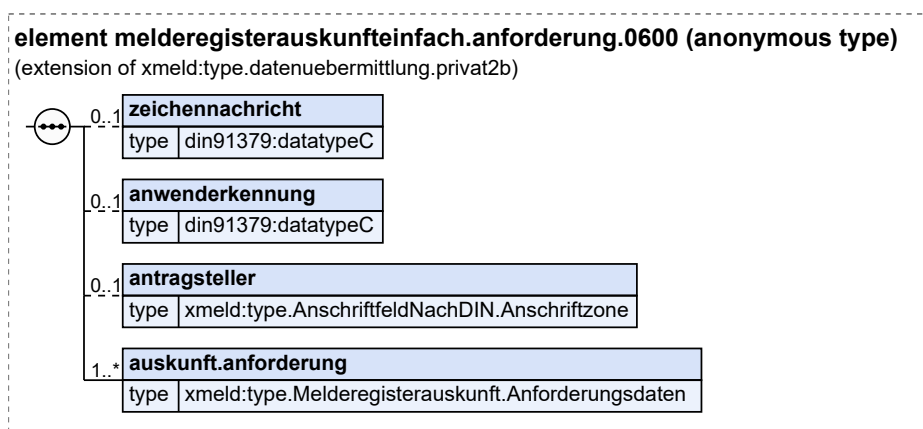 element melderegisterauskunfteinfach.anforderung.0600 (anonymous type)
(extension of xmeld:type.datenuebermittlung.privat2b)
0..1 zeichennachricht
type din91379:datatypeC
0..1 anwenderkennung
type din91379:datatypeC
0..1 antragsteller
type xmeld:type.AnschriftfeldNachDIN.Anschriftzone
1..* auskunft.anforderung
type xmeld:type.Melderegisterauskunft.Anforderungsdaten